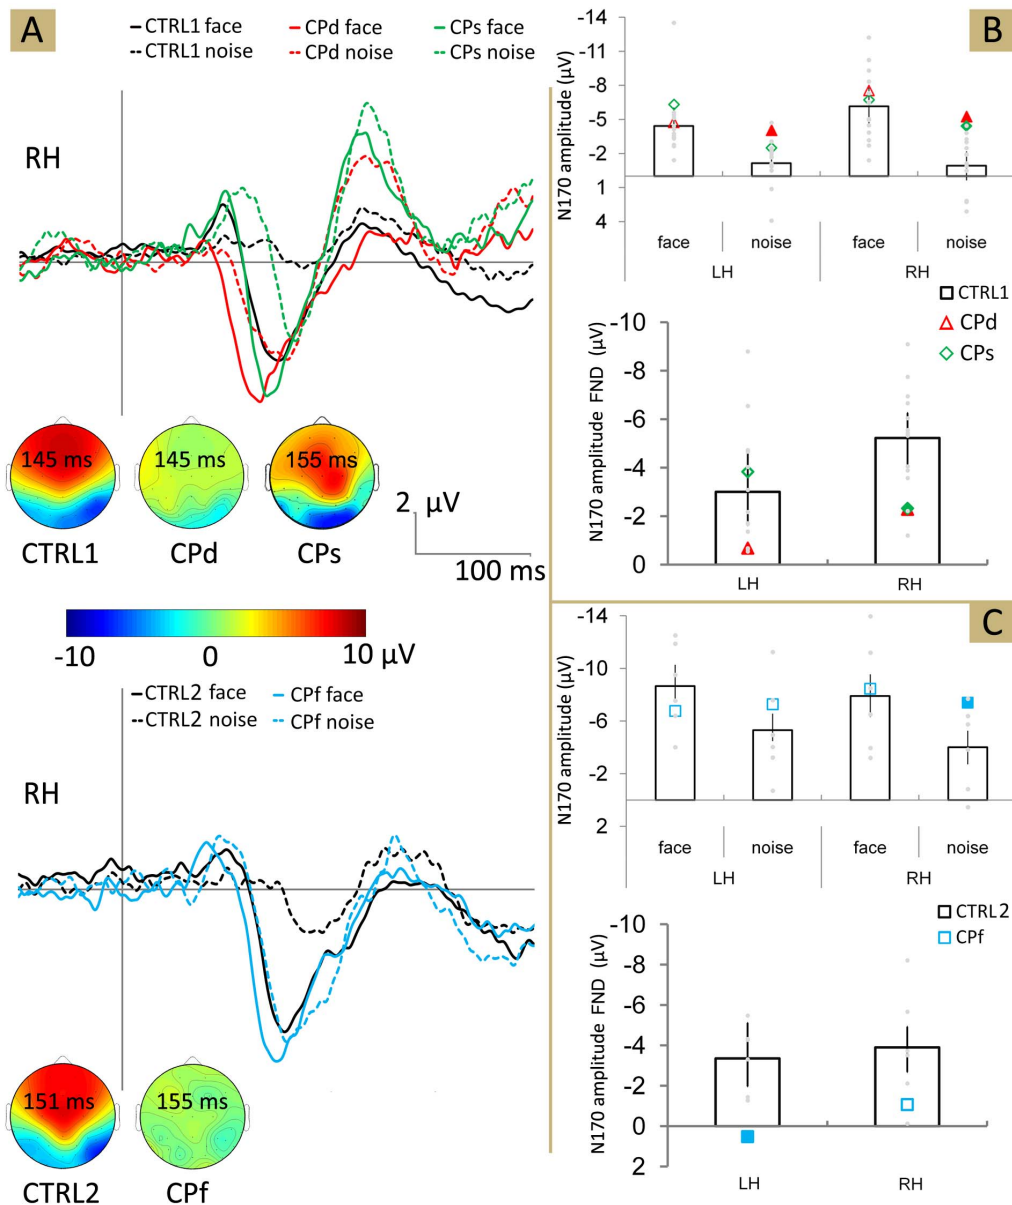 A
CTRL1 face CPd face CPs face
CTRL1 noise CPd noise CPs noise
RH
145 ms 145 ms 155 ms
CTRL1 CPd CPs
2 µV
100 ms
-10 0 10 µV
CTRL2 face CPf face
CTRL2 noise CPf noise
RH
151 ms 155 ms
CTRL2 CPf
B
N170 amplitude (µV)
-14
-11
-8
-5
-2
1
4
face noise face noise
LH RH
CTRL1
CPd
CPs
N170 amplitude FND (µV)
-10
-8
-6
-4
-2
0
LH RH
C
N170 amplitude (µV)
-14
-10
-6
-2
2
face noise face noise
LH RH
CTRL2
CPf
N170 amplitude FND (µV)
-10
-8
-6
-4
-2
0
2
LH RH